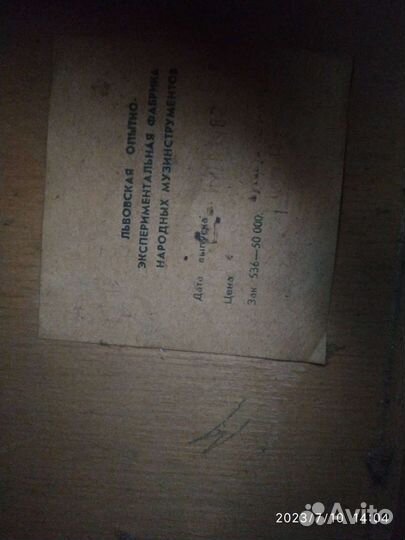 ЛЬВОВСКАЯ ОПЫТНО-
ЭКСПЕРИМЕНТАЛЬНАЯ ФАБРИКА
НАРОДНЫХ МУЗИНСТРУМЕНТОВ
Дата выпуска
Цена
Зак 536—50 000.
2023/7/10 14:04
Avito